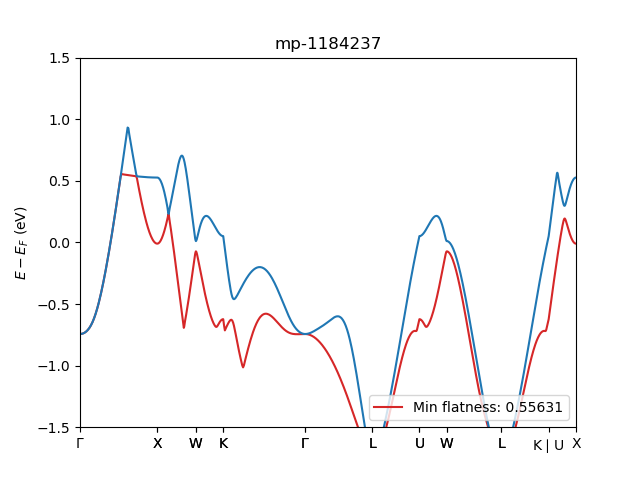 mp-1184237
E − E_F (eV)
1.5
1.0
0.5
0.0
−0.5
−1.0
−1.5
Min flatness: 0.55631
Γ X W K Γ L U W L K | U X